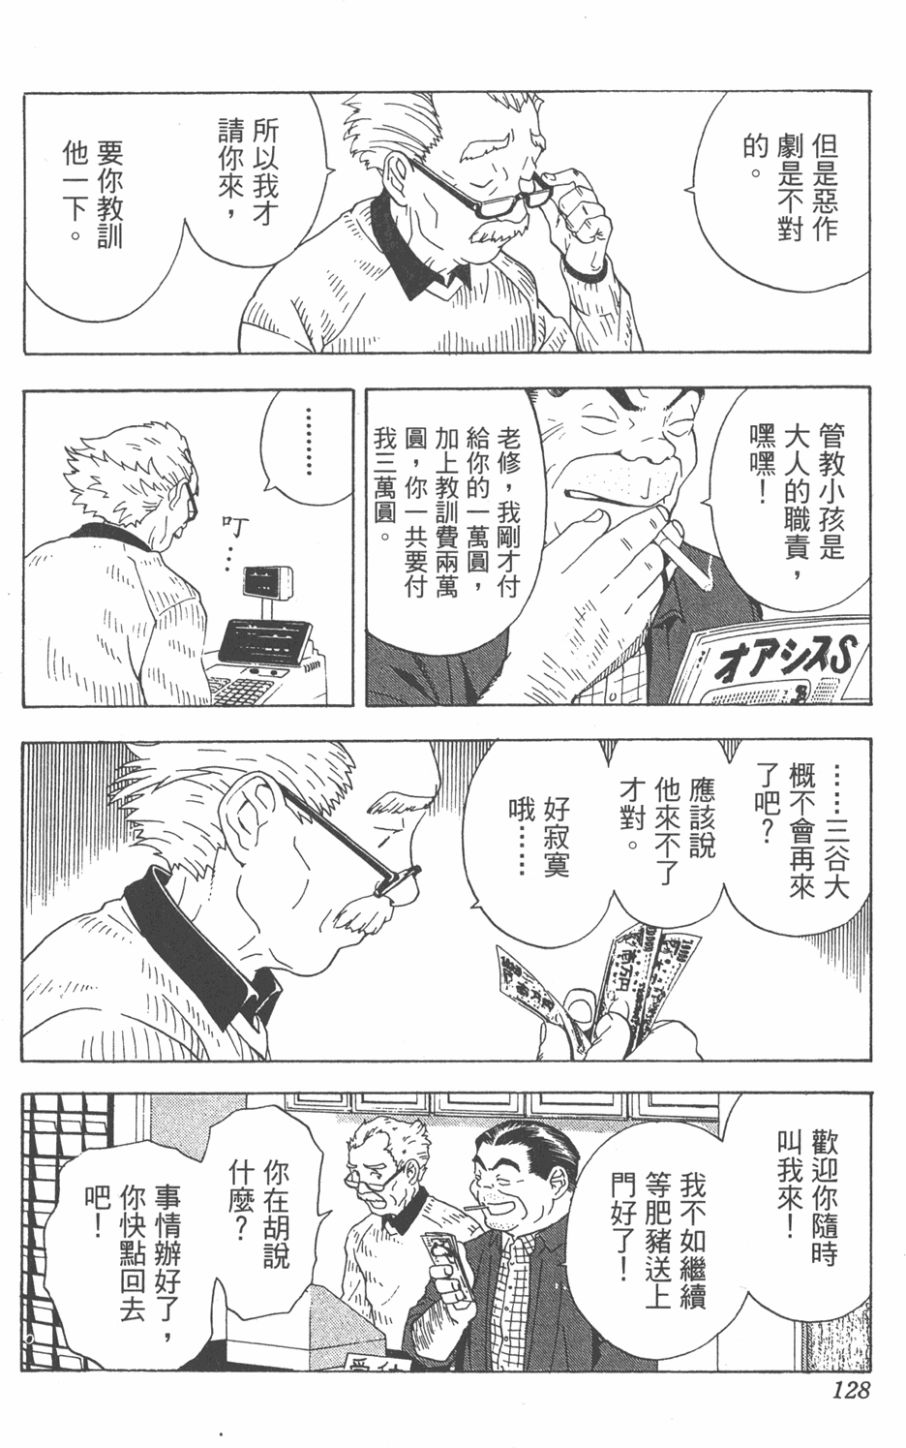 但是惡作
劇是不對
的。
所以我才
請你來，
要你教訓
他一下。
管教小孩是
大人的職責，
嘿嘿！
老修，我剛才付
給你的一萬圓，
加上教訓費兩萬
圓，你一共要付
我三萬圓。
オアシスS
…………
叮…
……三谷大
概不會再來
了吧？
應該說
他來不了
才對。
好寂寞
哦……
歡迎你隨時
叫我來！
我不如繼續
等肥豬送上
門好了！
你在胡說
什麼？
事情辦好了，
你快點回去
吧！
受付
128